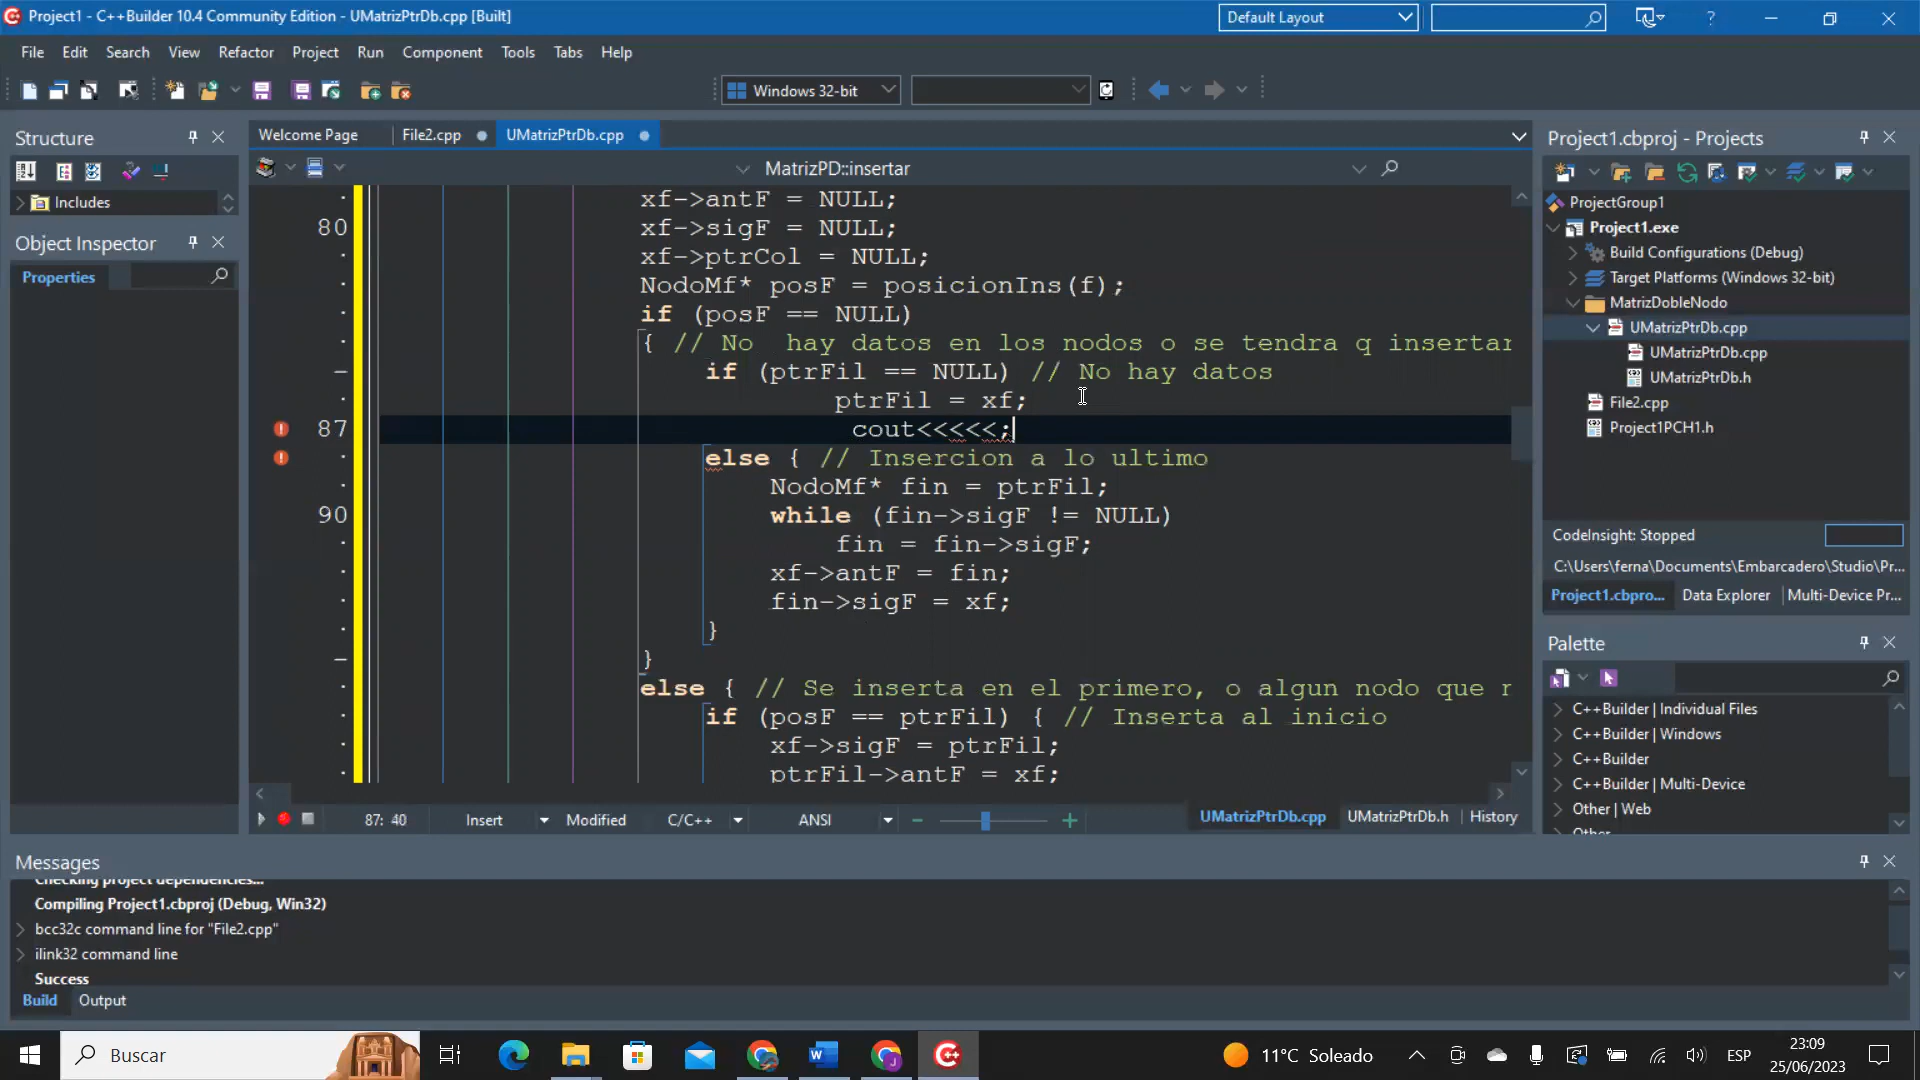 Project1 - C++Builder 10.4 Community Edition - UMatrizPtrDb.cpp [Built]
Default Layout
File Edit Search View Refactor Project Run Component Tools Tabs Help
Windows 32-bit
Structure
Includes
Object Inspector
Properties
Welcome Page File2.cpp UMatrizPtrDb.cpp
MatrizPD::insertar
xf->antF = NULL;
80 xf->sigF = NULL;
xf->ptrCol = NULL;
NodoMf* posF = posicionIns(f);
if (posF == NULL)
{ // No  hay datos en los nodos o se tendra q insertar
if (ptrFil == NULL) // No hay datos
ptrFil = xf;
87 cout<<<<<;
else { // Insercion a lo ultimo
NodoMf* fin = ptrFil;
90 while (fin->sigF != NULL)
fin = fin->sigF;
xf->antF = fin;
fin->sigF = xf;
}
}
else { // Se inserta en el primero, o algun nodo que
if (posF == ptrFil) { // Inserta al inicio
xf->sigF = ptrFil;
ptrFil->antF = xf;
87: 40 Insert Modified C/C++ ANSI
UMatrizPtrDb.cpp UMatrizPtrDb.h History
Project1.cbproj - Projects
ProjectGroup1
Project1.exe
Build Configurations (Debug)
Target Platforms (Windows 32-bit)
MatrizDobleNodo
UMatrizPtrDb.cpp
UMatrizPtrDb.cpp
UMatrizPtrDb.h
File2.cpp
Project1PCH1.h
CodeInsight: Stopped
C:\Users\ferna\Documents\Embarcadero\Studio\Pr...
Project1.cbpro... Data Explorer Multi-Device Pr...
Palette
C++Builder | Individual Files
C++Builder | Windows
C++Builder
C++Builder | Multi-Device
Other | Web
Other
Messages
Checking project dependencies...
Compiling Project1.cbproj (Debug, Win32)
bcc32c command line for "File2.cpp"
ilink32 command line
Success
Build Output
Buscar
11°C Soleado
ESP
23:09
25/06/2023